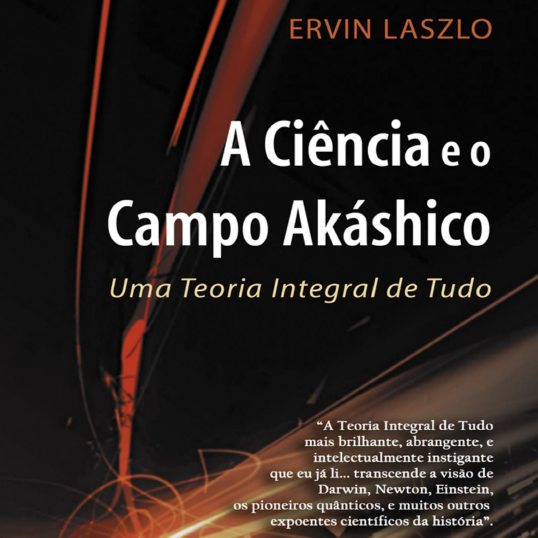 ERVIN LASZLO
A Ciência e o
Campo Akáshico
Uma Teoria Integral de Tudo
“A Teoria Integral de Tudo
mais brilhante, abrangente, e
intelectualmente instigante
que eu já li... transcende a visão de
Darwin, Newton, Einstein,
os pioneiros quânticos, e muitos outros
expoentes científicos da história”.